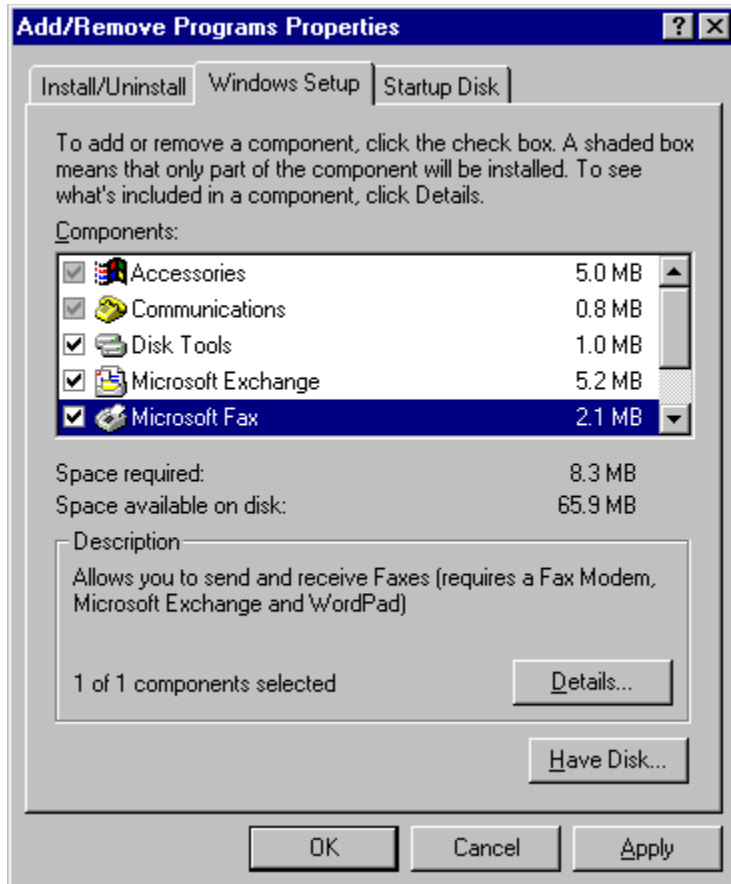 Add/Remove Programs Properties
Install/Uninstall Windows Setup Startup Disk
To add or remove a component, click the check box. A shaded box
means that only part of the component will be installed. To see
what's included in a component, click Details.
Components:
Accessories 5.0 MB
Communications 0.8 MB
Disk Tools 1.0 MB
Microsoft Exchange 5.2 MB
Microsoft Fax 2.1 MB
Space required: 8.3 MB
Space available on disk: 65.9 MB
Description
Allows you to send and receive Faxes (requires a Fax Modem,
Microsoft Exchange and WordPad)
1 of 1 components selected Details...
Have Disk...
OK Cancel Apply